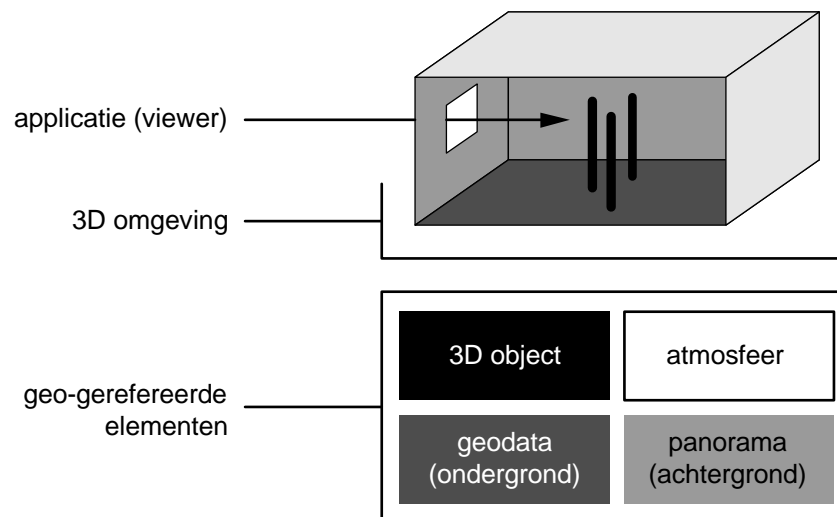 applicatie (viewer)
3D omgeving
3D object
atmosfeer
geo-gerefereerde
elementen
geodata
(ondergrond)
panorama
(achtergrond)